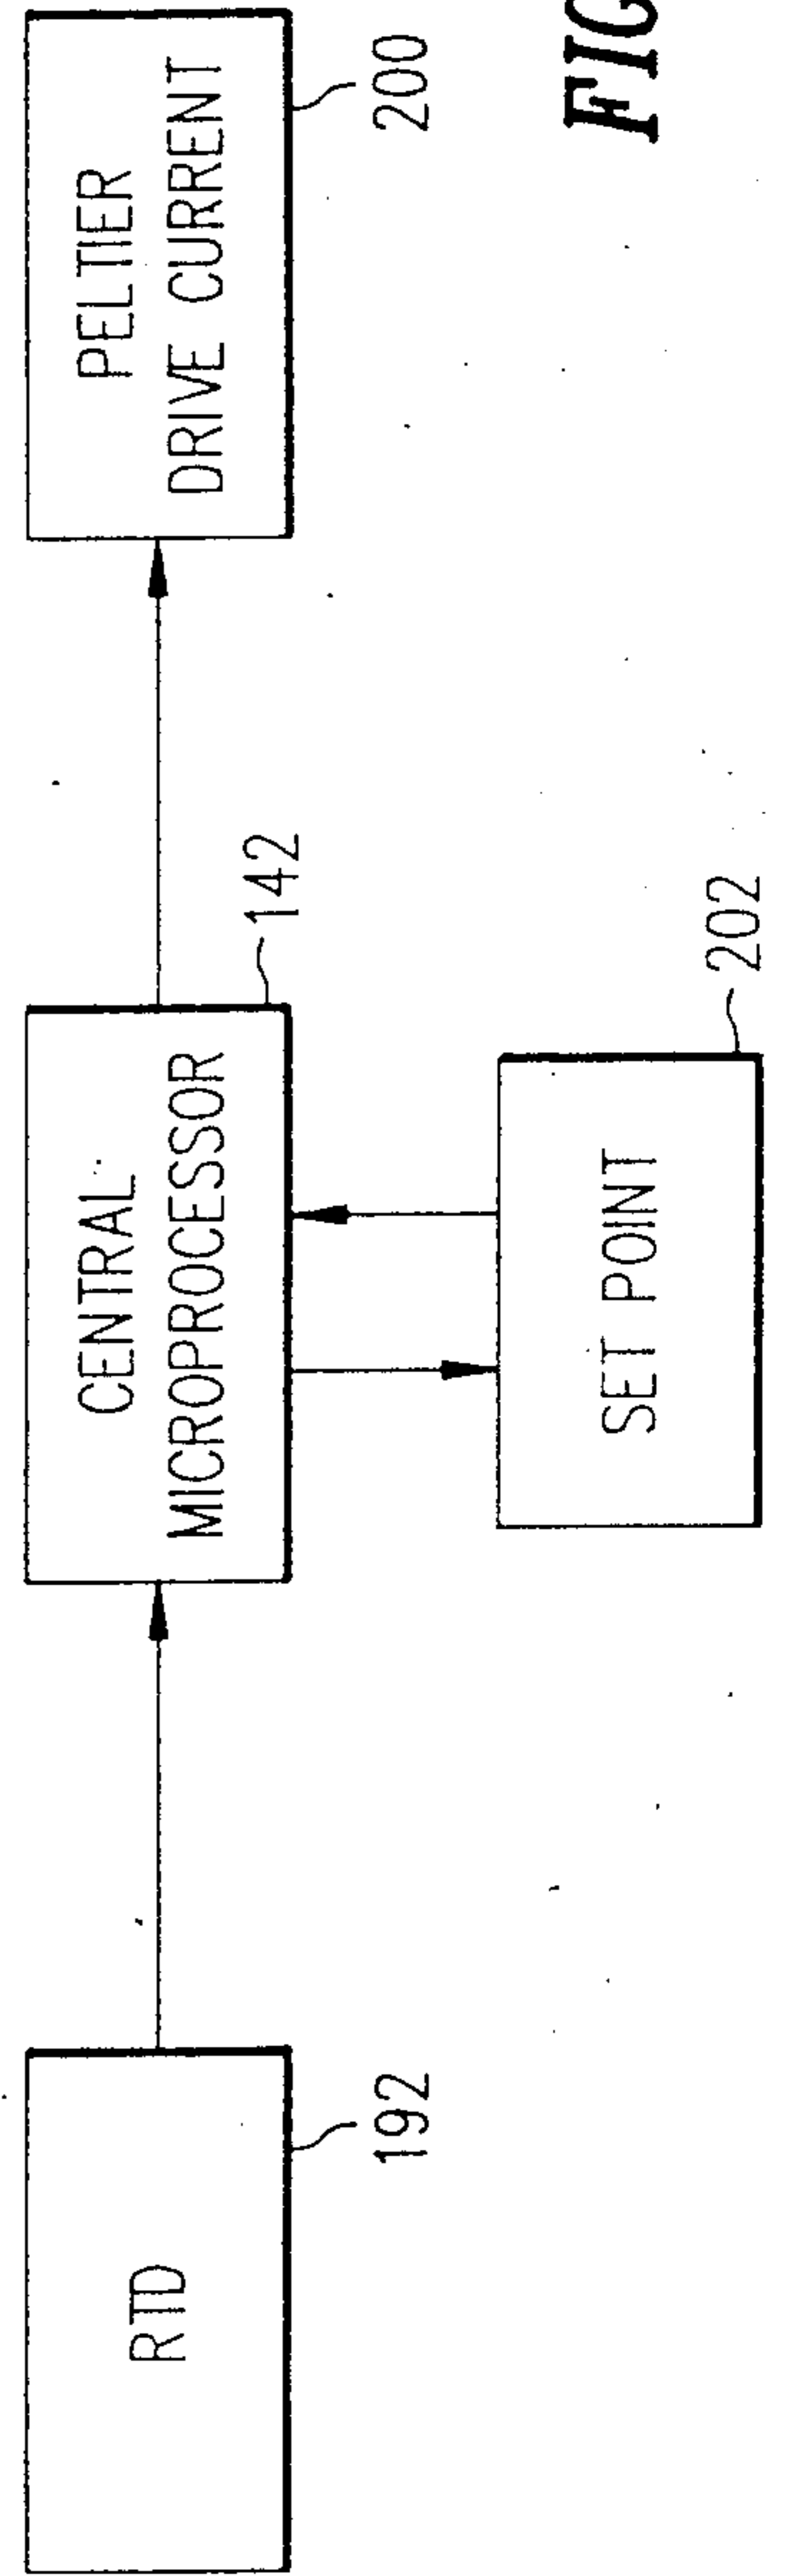 RTD
192
CENTRAL
MICROPROCESSOR
142
PELTIER
DRIVE CURRENT
200
SET POINT
202
FIG